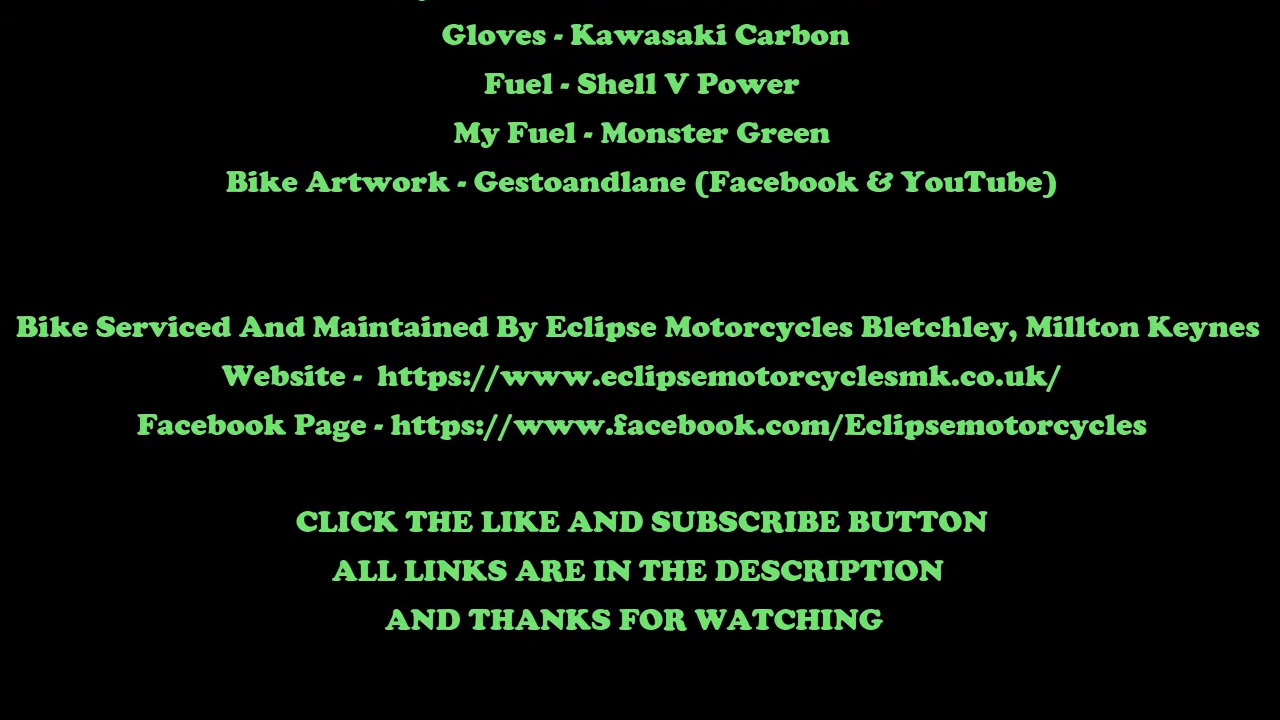 Gloves - Kawasaki Carbon
Fuel - Shell V Power
My Fuel - Monster Green
Bike Artwork - Gestoandlane (Facebook & YouTube)
Bike Serviced And Maintained By Eclipse Motorcycles Bletchley, Millton Keynes
Website -  https://www.eclipsemotorcyclesmk.co.uk/
Facebook Page - https://www.facebook.com/Eclipsemotorcycles
CLICK THE LIKE AND SUBSCRIBE BUTTON
ALL LINKS ARE IN THE DESCRIPTION
AND THANKS FOR WATCHING